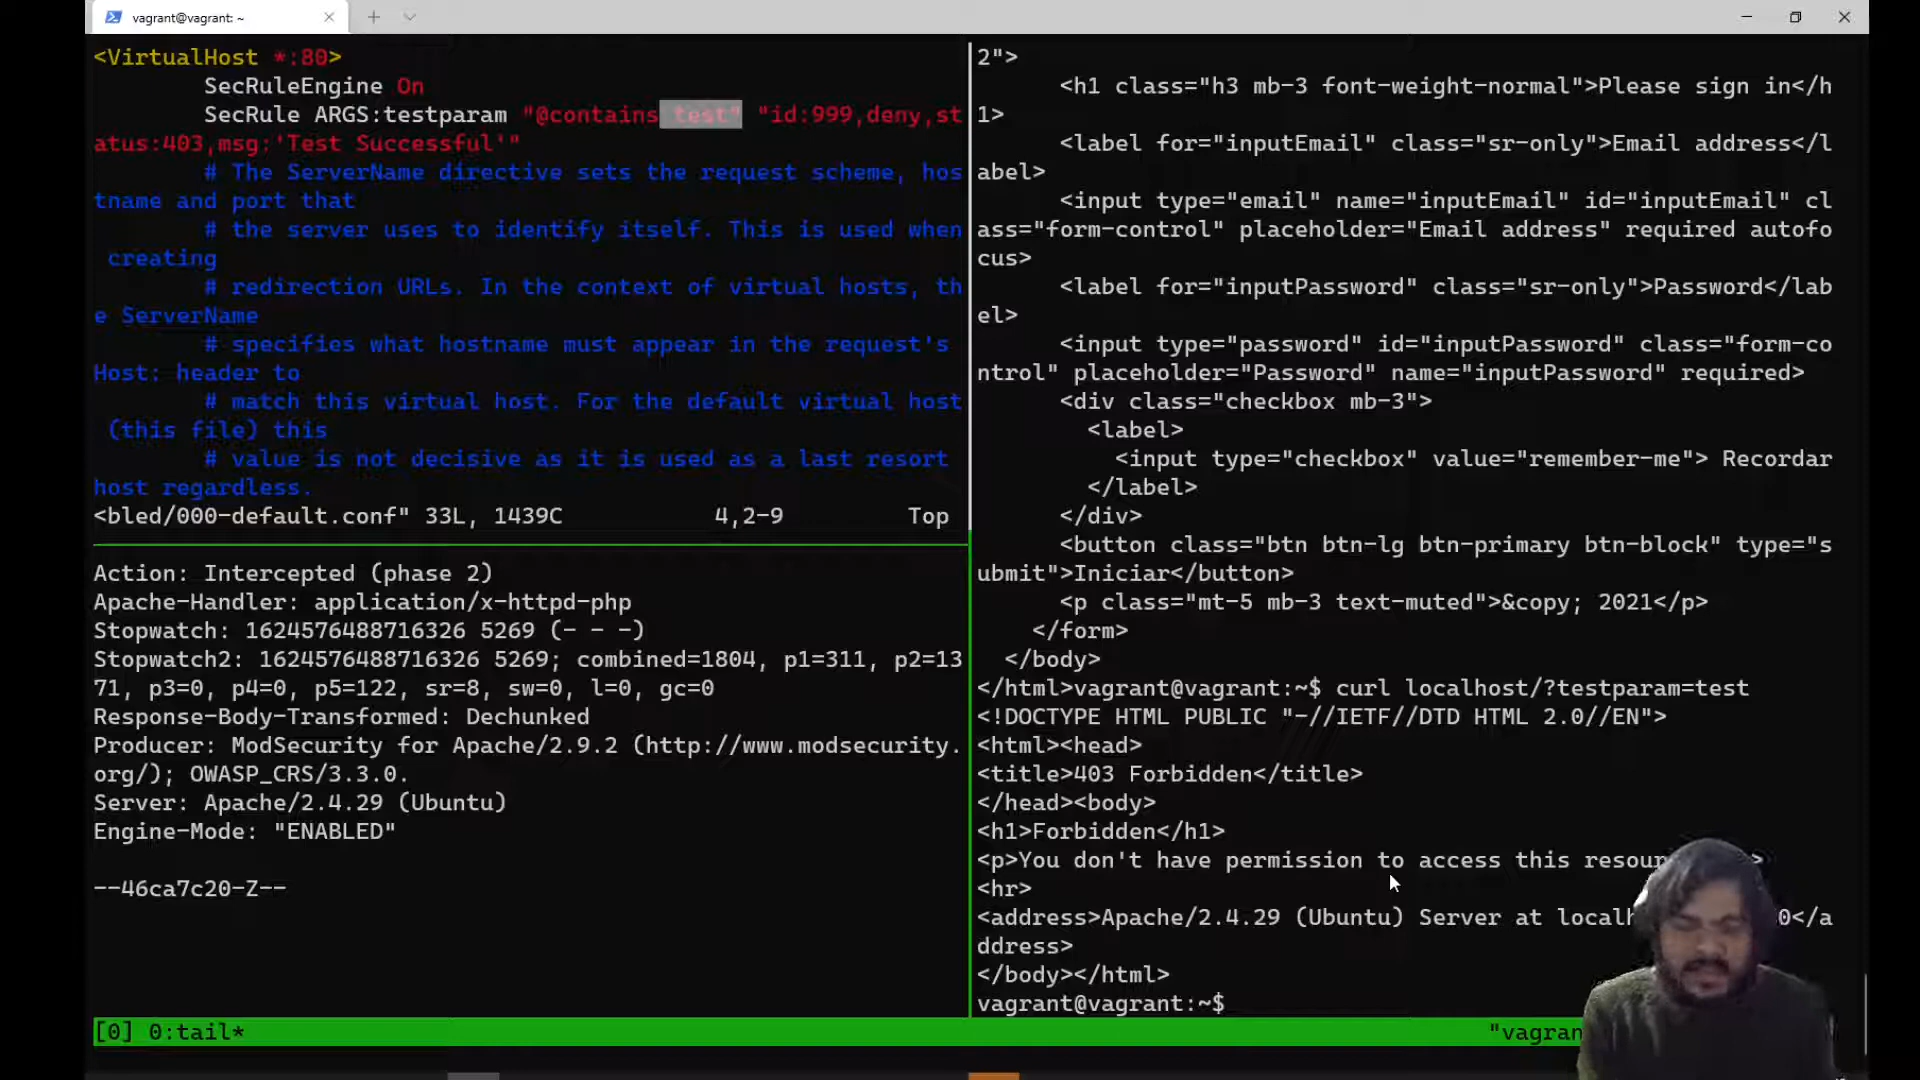 vagrant@vagrant: ~
<VirtualHost *:80>
SecRuleEngine On
SecRule ARGS:testparam "@contains test" "id:999,deny,st
atus:403,msg:'Test Successful'"
# The ServerName directive sets the request scheme, hos
tname and port that
# the server uses to identify itself. This is used when
creating
# redirection URLs. In the context of virtual hosts, th
e ServerName
# specifies what hostname must appear in the request's
Host: header to
# match this virtual host. For the default virtual host
(this file) this
# value is not decisive as it is used as a last resort
host regardless.
<bled/000-default.conf" 33L, 1439C 4,2-9 Top
Action: Intercepted (phase 2)
Apache-Handler: application/x-httpd-php
Stopwatch: 1624576488716326 5269 (- - -)
Stopwatch2: 1624576488716326 5269; combined=1804, p1=311, p2=13
71, p3=0, p4=0, p5=122, sr=8, sw=0, l=0, gc=0
Response-Body-Transformed: Dechunked
Producer: ModSecurity for Apache/2.9.2 (http://www.modsecurity.
org/); OWASP_CRS/3.3.0.
Server: Apache/2.4.29 (Ubuntu)
Engine-Mode: "ENABLED"
--46ca7c20-Z--
2">
<h1 class="h3 mb-3 font-weight-normal">Please sign in</h
1>
<label for="inputEmail" class="sr-only">Email address</l
abel>
<input type="email" name="inputEmail" id="inputEmail" cl
ass="form-control" placeholder="Email address" required autofo
cus>
<label for="inputPassword" class="sr-only">Password</lab
el>
<input type="password" id="inputPassword" class="form-co
ntrol" placeholder="Password" name="inputPassword" required>
<div class="checkbox mb-3">
<label>
<input type="checkbox" value="remember-me"> Recordar
</label>
</div>
<button class="btn btn-lg btn-primary btn-block" type="s
ubmit">Iniciar</button>
<p class="mt-5 mb-3 text-muted">&copy; 2021</p>
</form>
</body>
</html>vagrant@vagrant:~$ curl localhost/?testparam=test
<!DOCTYPE HTML PUBLIC "-//IETF//DTD HTML 2.0//EN">
<html><head>
<title>403 Forbidden</title>
</head><body>
<h1>Forbidden</h1>
<p>You don't have permission to access this resour >
<hr>
<address>Apache/2.4.29 (Ubuntu) Server at localh 0</a
ddress>
</body></html>
vagrant@vagrant:~$
[0] 0:tail* "vagran